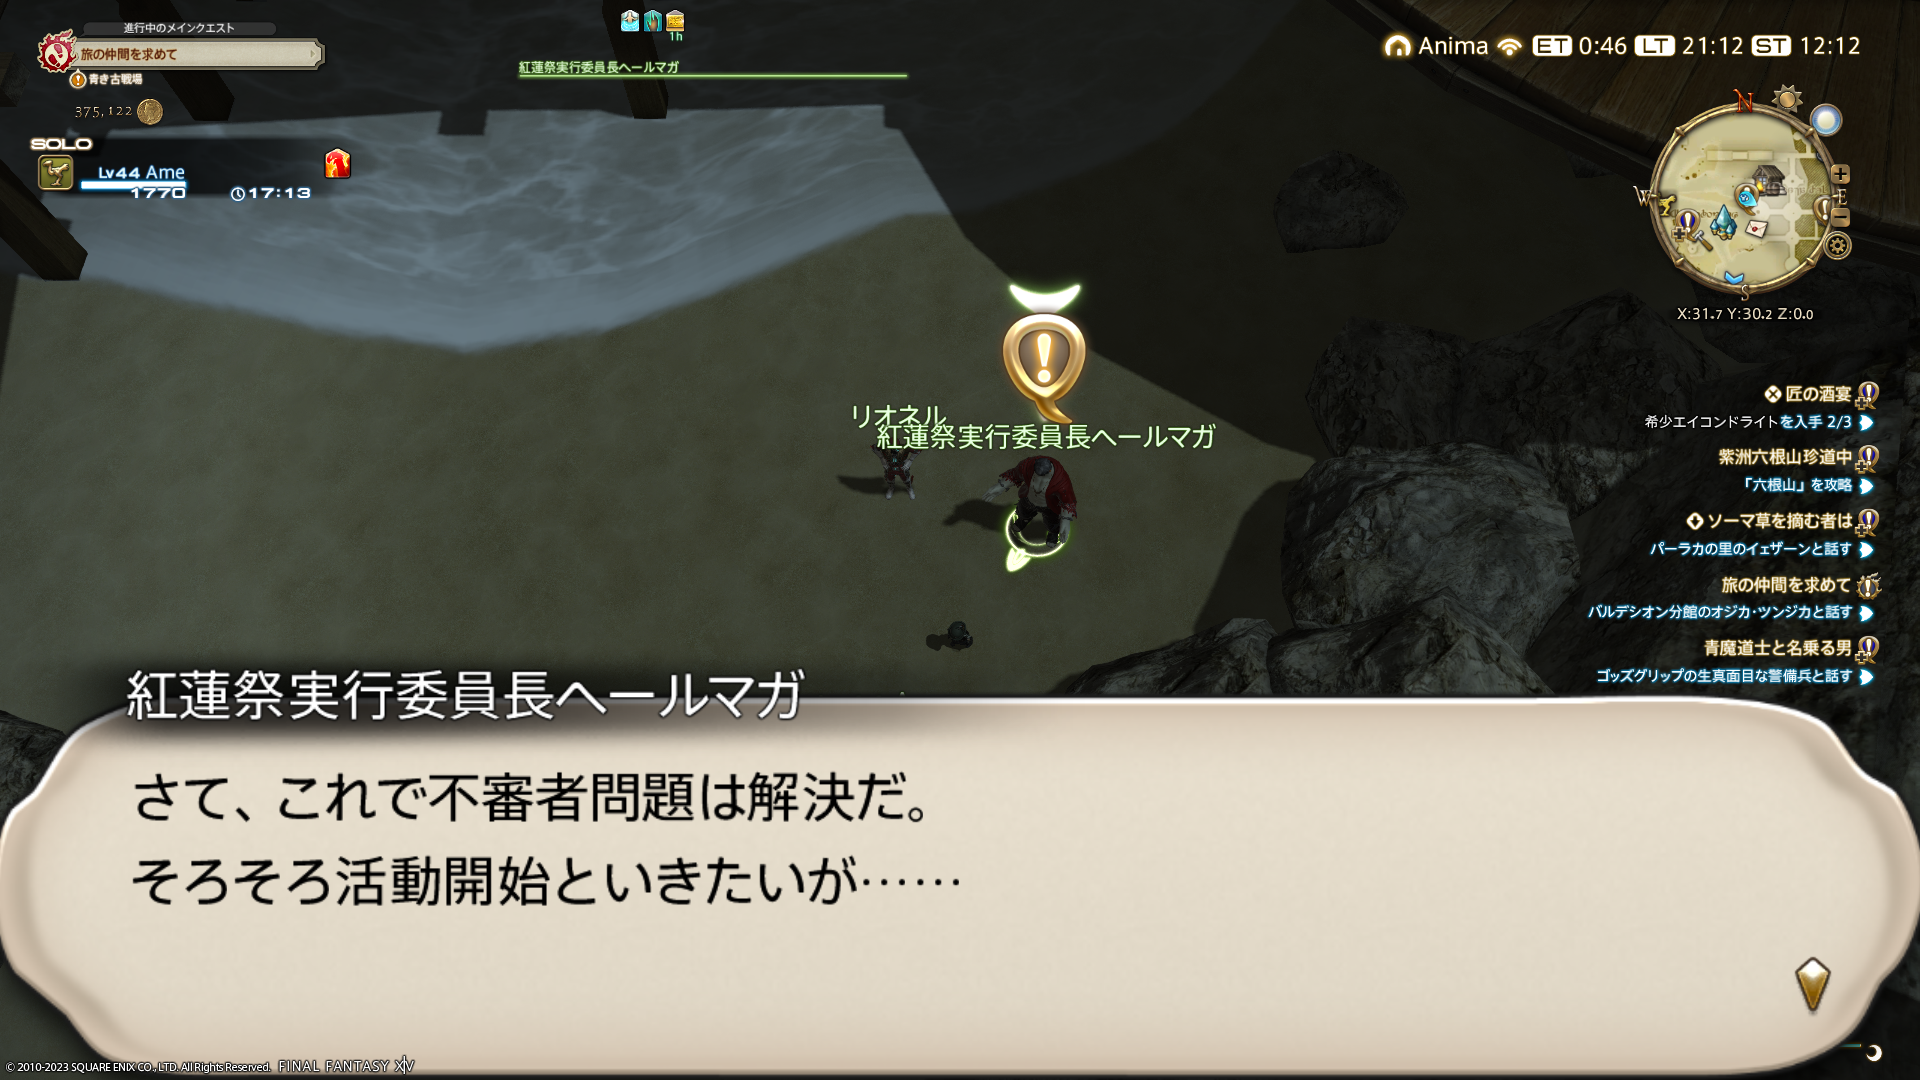 進行中のメインクエスト
旅の仲間を求めて
青き古戦場
375,122
SOLO
Lv44 Ame
1770
17:13
1h
紅蓮祭実行委員長ヘールマガ
Anima ET 0:46 LT 21:12 ST 12:12
N
W
E
S
X:31.7 Y:30.2 Z:0.0
匠の酒宴
希少エイコンドライトを入手 2/3
紫洲六根山珍道中
「六根山」を攻略
ソーマ草を摘む者は
パーラカの里のイェザーンと話す
旅の仲間を求めて
バルデシオン分館のオジカ・ツンジカと話す
青魔道士と名乗る男
ゴッズグリップの生真面目な警備兵と話す
リオネル
紅蓮祭実行委員長ヘールマガ
紅蓮祭実行委員長ヘールマガ
さて、これで不審者問題は解決だ。
そろそろ活動開始といきたいが……
© 2010-2023 SQUARE ENIX CO., LTD. All Rights Reserved. FINAL FANTASY XIV